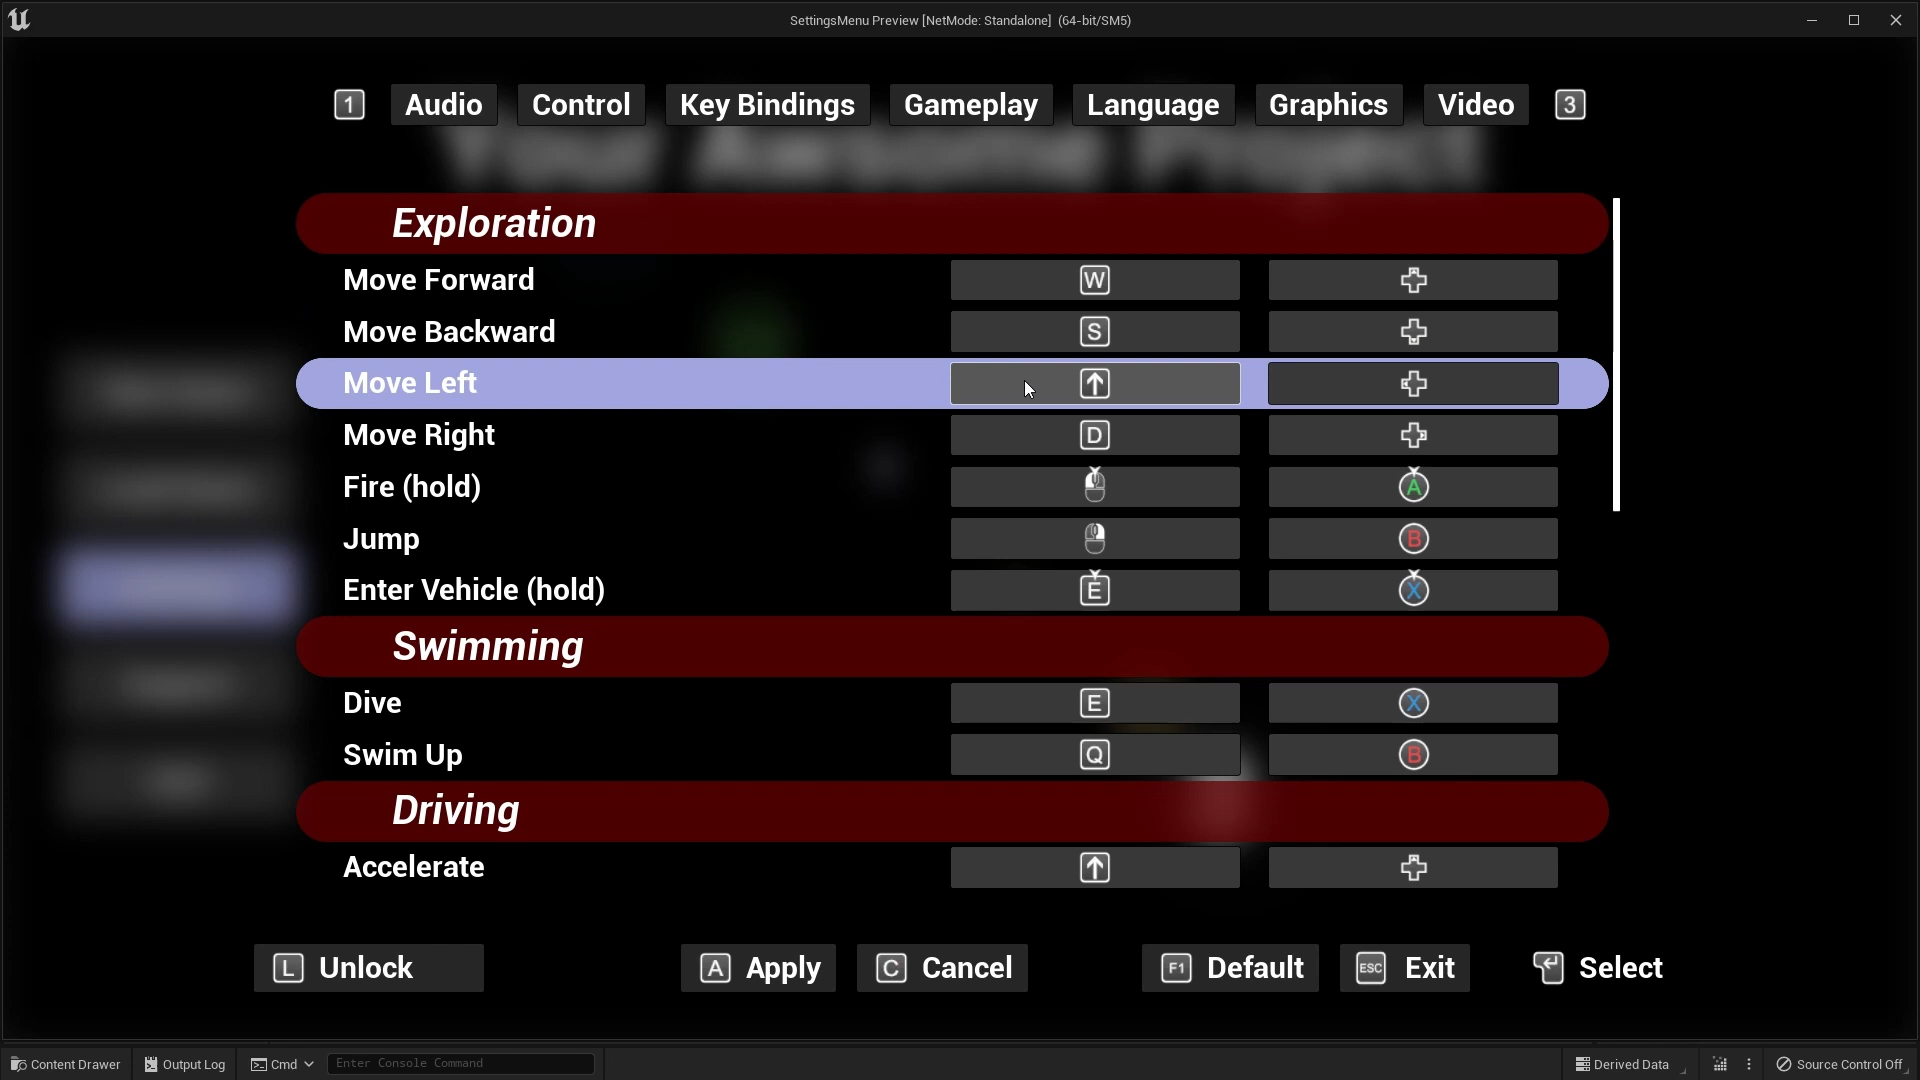 SettingsMenu Preview [NetMode: Standalone] (64-bit/SM5)
1 Audio Control Key Bindings Gameplay Language Graphics Video 3
Your Awesome Project
Exploration
Move Forward W
Move Backward S
Move Left
Move Right D
Fire (hold) A
Jump B
Enter Vehicle (hold) E X
Swimming
Dive E X
Swim Up Q B
Driving
Accelerate
L Unlock A Apply C Cancel F1 Default ESC Exit Select
Content Drawer Output Log Cmd Enter Console Command Derived Data Source Control Off